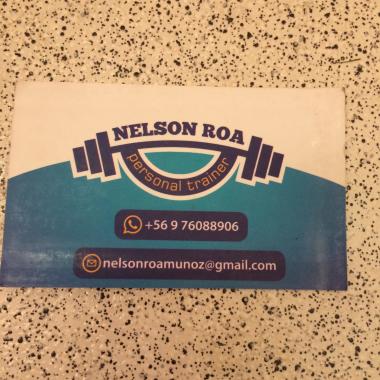 NELSON ROA
personal trainer
+56 9 76088906
nelsonroamunoz@gmail.com